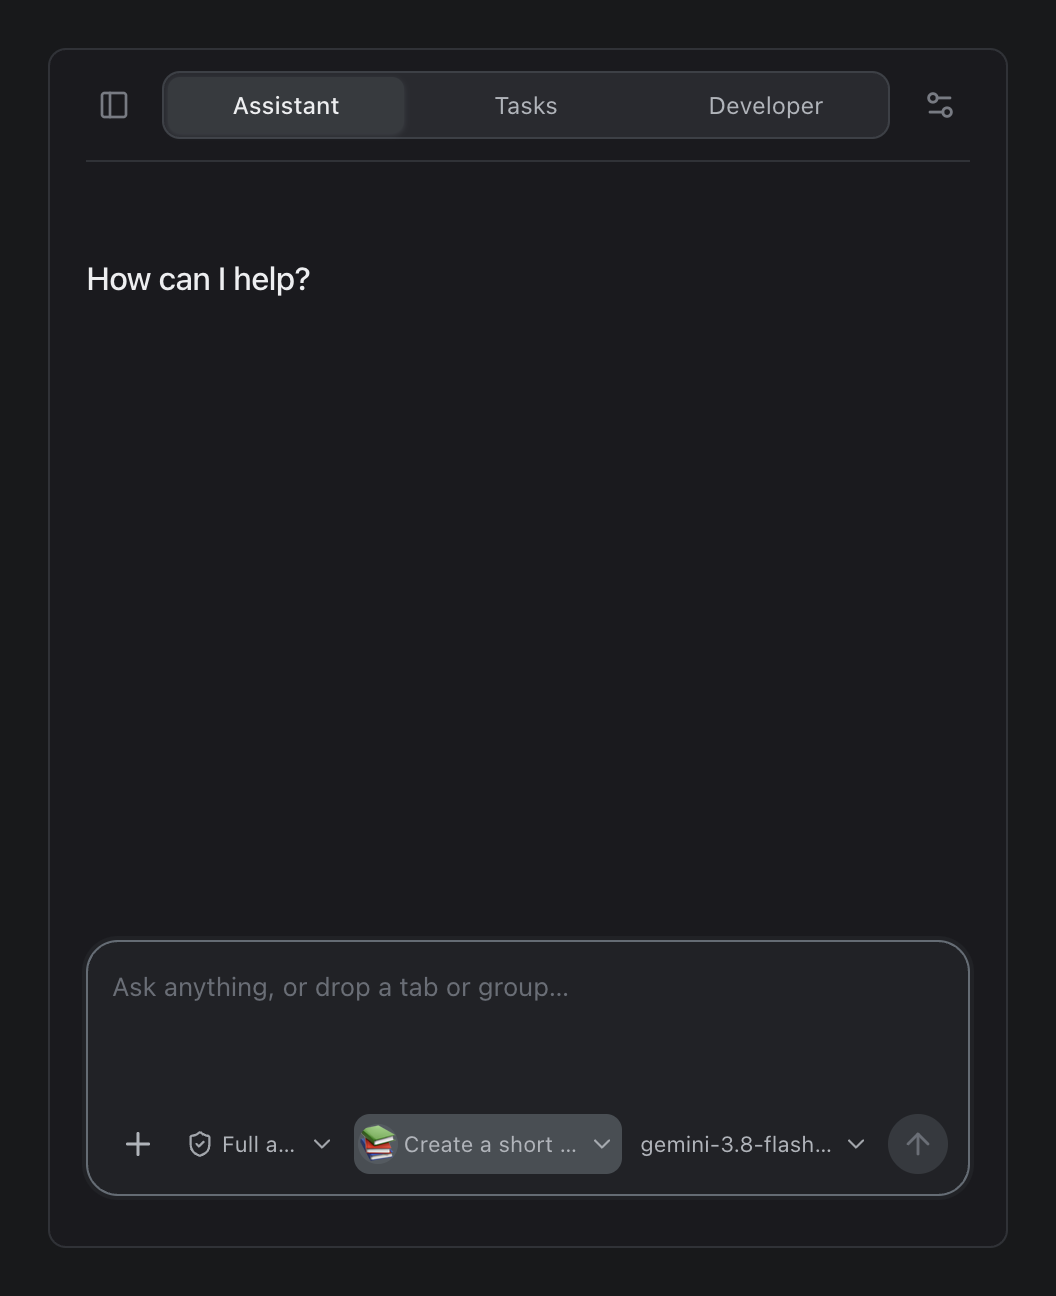 Assistant
Tasks
Developer
How can I help?
Ask anything, or drop a tab or group...
Full a...
Create a short ...
gemini-3.8-flash...